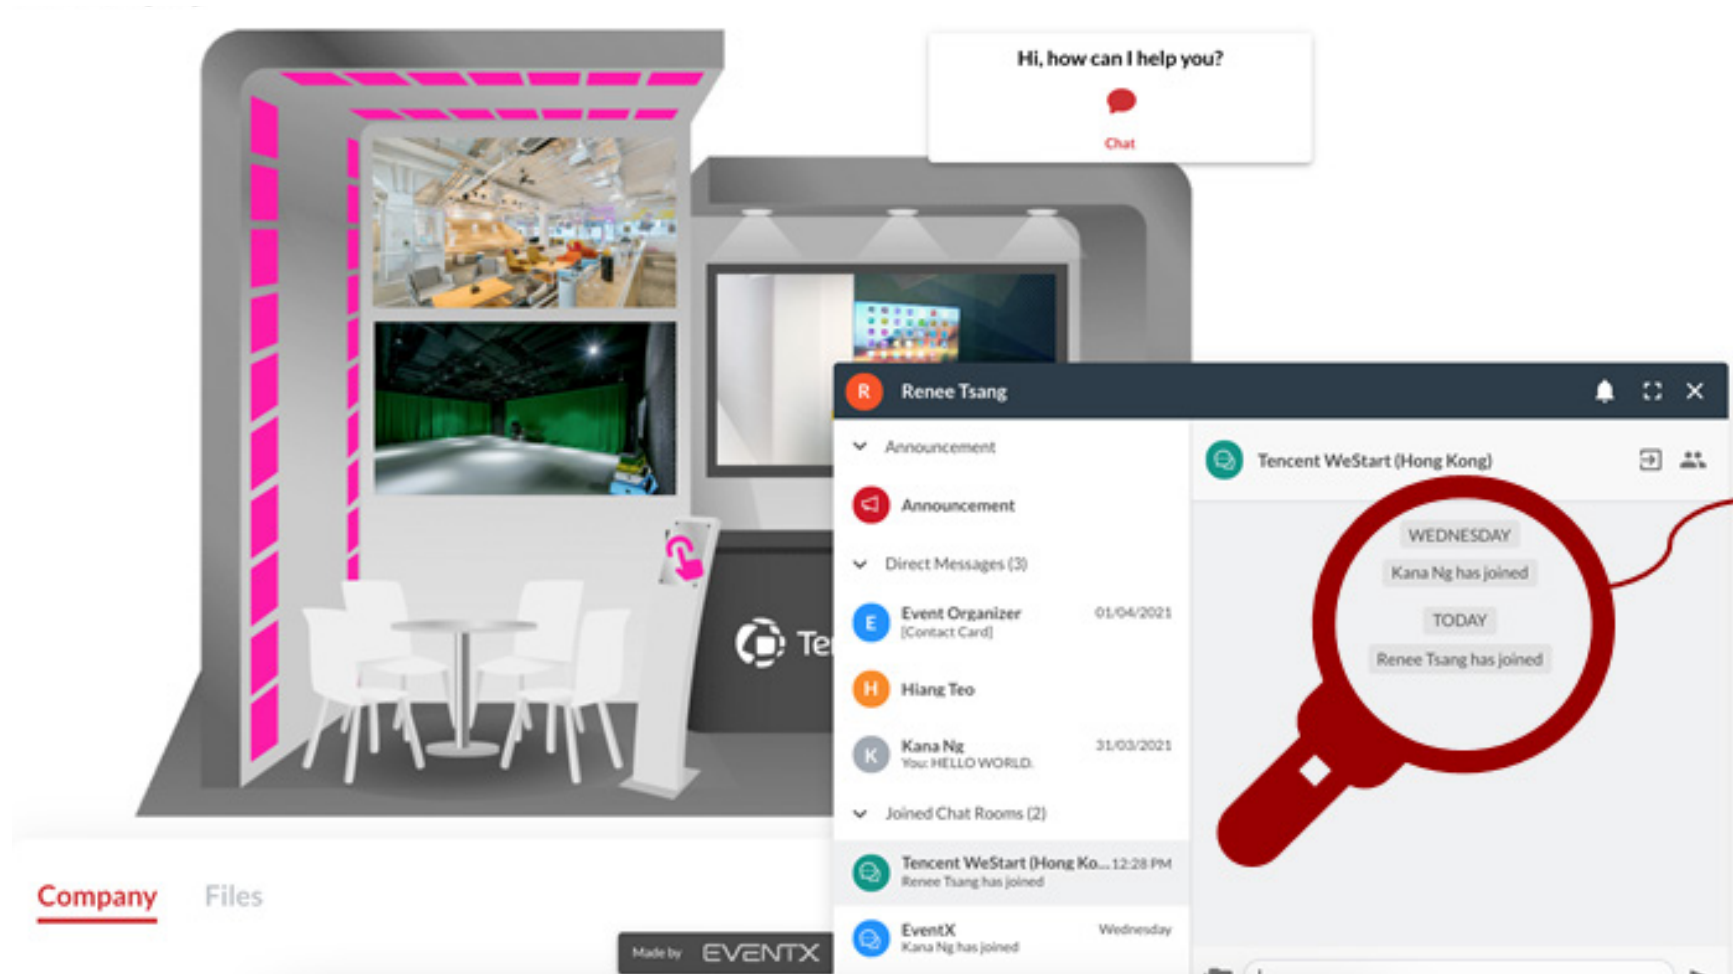 Hi, how can I help you?
Chat
R
Renee Tsang
Announcement
Announcement
Direct Messages (3)
E
Event Organizer 01/04/2021
[Contact Card]
H
Hiang Teo
K
Kana Ng 31/03/2021
You: HELLO WORLD.
Joined Chat Rooms (2)
Tencent WeStart (Hong Ko... 12:28 PM
Renee Tsang has joined
EventX Wednesday
Kana Ng has joined
Tencent WeStart (Hong Kong)
WEDNESDAY
Kana Ng has joined
TODAY
Renee Tsang has joined
Te
Company Files
Made by EVENTX